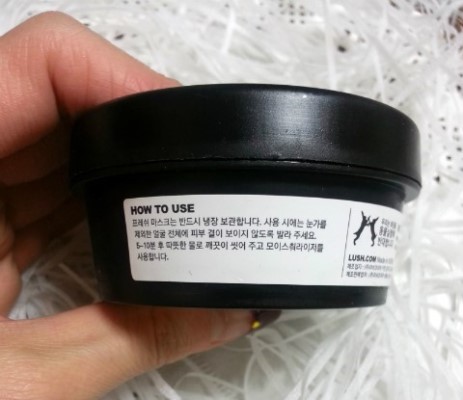 HOW TO USE
프레쉬 마스크는 반드시 냉장 보관합니다. 사용 시에는 눈가를
제외한 얼굴 전체에 피부 결이 보이지 않도록 발라 주세요.
5~10분 후 따뜻한 물로 깨끗이 씻어 주고 모이스춰라이저를
사용합니다.
LUSH.COM Made in